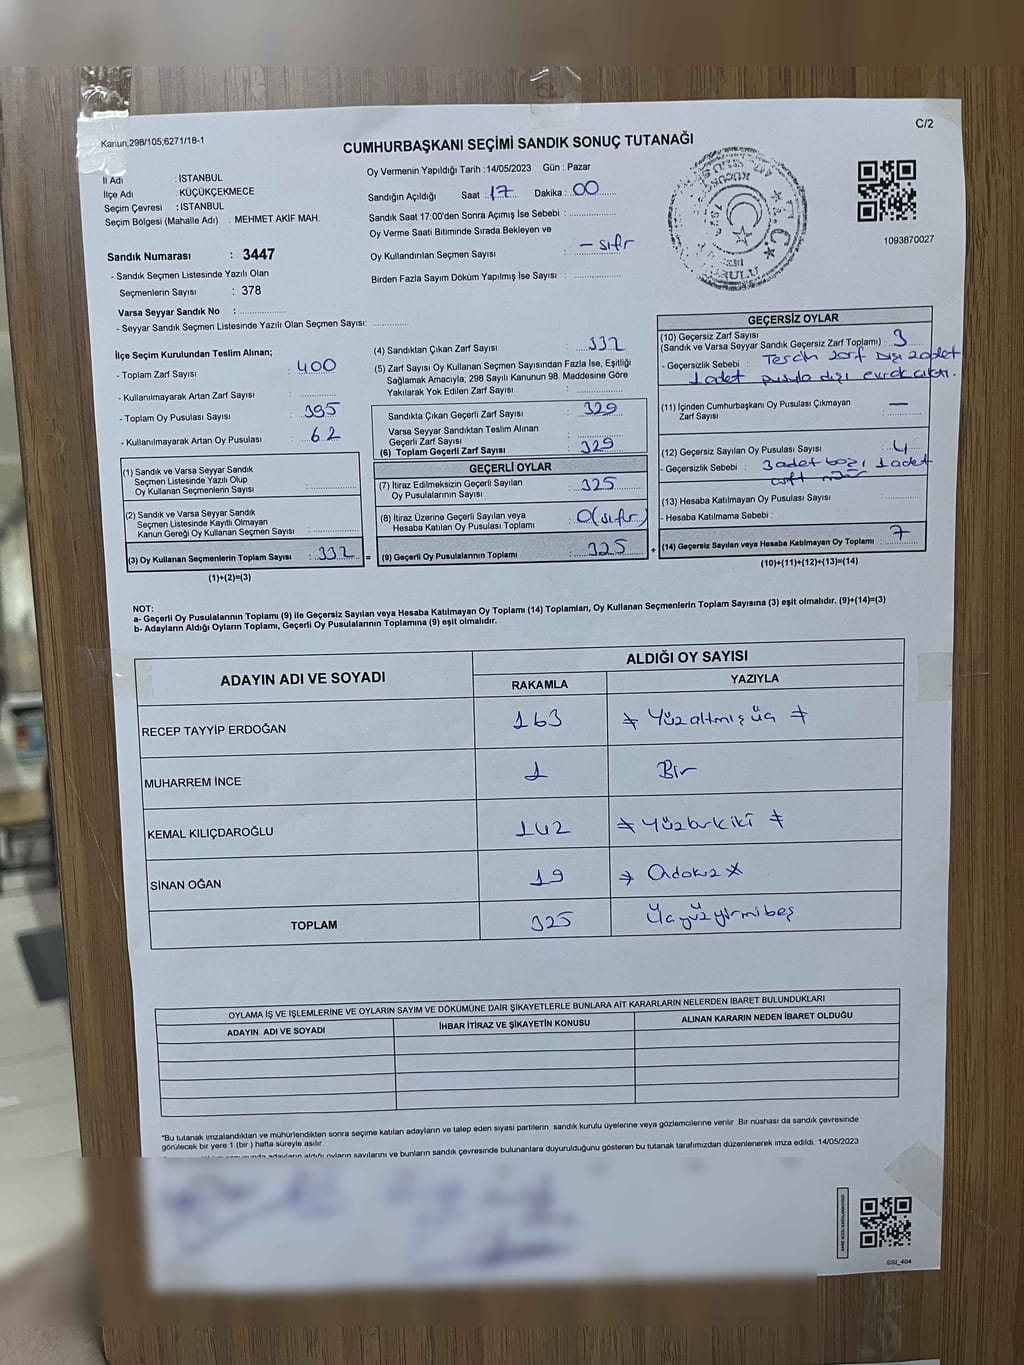 C/2
Kanun;298/105,6271/18-1
CUMHURBAŞKANI SEÇİMİ SANDIK SONUÇ TUTANAĞI
İl Adı : İSTANBUL
İlçe Adı : KÜÇÜKÇEKMECE
Seçim Çevresi : İSTANBUL
Seçim Bölgesi (Mahalle Adı) : MEHMET AKİF MAH.
Sandık Numarası : 3447
- Sandık Seçmen Listesinde Yazılı Olan
Seçmenlerin Sayısı : 378
Varsa Seyyar Sandık No :
- Seyyar Sandık Seçmen Listesinde Yazılı Olan Seçmen Sayısı:
Oy Vermenin Yapıldığı Tarih :14/05/2023 Gün : Pazar
Sandığın Açıldığı Saat : 17 Dakika : 00
Sandık Saat 17:00'den Sonra Açımış İse Sebebi :
Oy Verme Saati Bitiminde Sırada Bekleyen ve
Oy Kullandırılan Seçmen Sayısı : - sıfır
Birden Fazla Sayım Döküm Yapılmış İse Sayısı :
1093870027
İlçe Seçim Kurulundan Teslim Alınan;
- Toplam Zarf Sayısı : 400
- Kullanılmayarak Artan Zarf Sayısı :
- Toplam Oy Pusulası Sayısı : 395
- Kullanılmayarak Artan Oy Pusulası : 62
(1) Sandık ve Varsa Seyyar Sandık
Seçmen Listesinde Yazılı Olup
Oy Kullanan Seçmenlerin Sayısı :
(2) Sandık ve Varsa Seyyar Sandık
Seçmen Listesinde Kayıtlı Olmayan
Kanun Gereği Oy Kullanan Seçmen Sayısı :
(3) Oy Kullanan Seçmenlerin Toplam Sayısı : 332 =
(1)+(2)=(3)
(4) Sandıktan Çıkan Zarf Sayısı : 332
(5) Zarf Sayısı Oy Kullanan Seçmen Sayısından Fazla İse, Eşitliği
Sağlamak Amacıyla; 298 Sayılı Kanunun 98. Maddesine Göre
Yakılarak Yok Edilen Zarf Sayısı :
Sandıkta Çıkan Geçerli Zarf Sayısı : 329
Varsa Seyyar Sandıktan Teslim Alınan
Geçerli Zarf Sayısı :
(6) Toplam Geçerli Zarf Sayısı : 329
GEÇERLİ OYLAR
(7) İtiraz Edilmeksizin Geçerli Sayılan
Oy Pusulalarının Sayısı : 325
(8) İtiraz Üzerine Geçerli Sayılan veya
Hesaba Katılan Oy Pusulası Toplamı : 0(sıfır)
(9) Geçerli Oy Pusulalarının Toplamı : 325 +
GEÇERSİZ OYLAR
(10) Geçersiz Zarf Sayısı
(Sandık ve Varsa Seyyar Sandık Geçersiz Zarf Toplamı) : 3
- Geçersizlik Sebebi : Tercih zarf dışı 2 adet
1 adet pusula dışı evrak çıktı.
(11) İçinden Cumhurbaşkanı Oy Pusulası Çıkmayan
Zarf Sayısı : —
(12) Geçersiz Sayılan Oy Pusulası Sayısı : 4
- Geçersizlik Sebebi : 3 adet 1 adet
çift
(13) Hesaba Katılmayan Oy Pusulası Sayısı :
- Hesaba Katılmama Sebebi :
(14) Geçersiz Sayılan veya Hesaba Katılmayan Oy Toplamı : 7
(10)+(11)+(12)+(13)=(14)
NOT:
a- Geçerli Oy Pusulalarının Toplamı (9) ile Geçersiz Sayılan veya Hesaba Katılmayan Oy Toplamı (14) Toplamları, Oy Kullanan Seçmenlerin Toplam Sayısına (3) eşit olmalıdır. (9)+(14)=(3)
b- Adayların Aldığı Oyların Toplamı, Geçerli Oy Pusulalarının Toplamına (9) eşit olmalıdır.
ADAYIN ADI VE SOYADI ALDIĞI OY SAYISI
RAKAMLA YAZIYLA
RECEP TAYYİP ERDOĞAN 163 Yüzaltmışüç
MUHARREM İNCE 1 Bir
KEMAL KILIÇDAROĞLU 142 Yüzkırkiki
SİNAN OĞAN 19 Ondokuz
TOPLAM 325 Üçyüzyirmibeş
OYLAMA İŞ VE İŞLEMLERİNE VE OYLARIN SAYIM VE DÖKÜMÜNE DAİR ŞİKAYETLERLE BUNLARA AİT KARARLARIN NELERDEN İBARET BULUNDUKLARI
ADAYIN ADI VE SOYADI İHBAR İTİRAZ VE ŞİKAYETİN KONUSU ALINAN KARARIN NEDEN İBARET OLDUĞU
"Bu tutanak imzalandıktan ve mühürlendikten sonra seçime katılan adayların ve talep eden siyasi partilerin sandık kurulu üyelerine veya gözlemcilerine verilir. Bir nüshası da sandık çevresinde
görülecek bir yere 1 (bir ) hafta süreyle asılır.
adayların aldığı oyların sayılarını ve bunların sandık çevresinde bulunanlara duyurulduğunu gösteren bu tutanak tarafımızdan düzenlenerek imza edildi. 14/05/2023
SSI_404